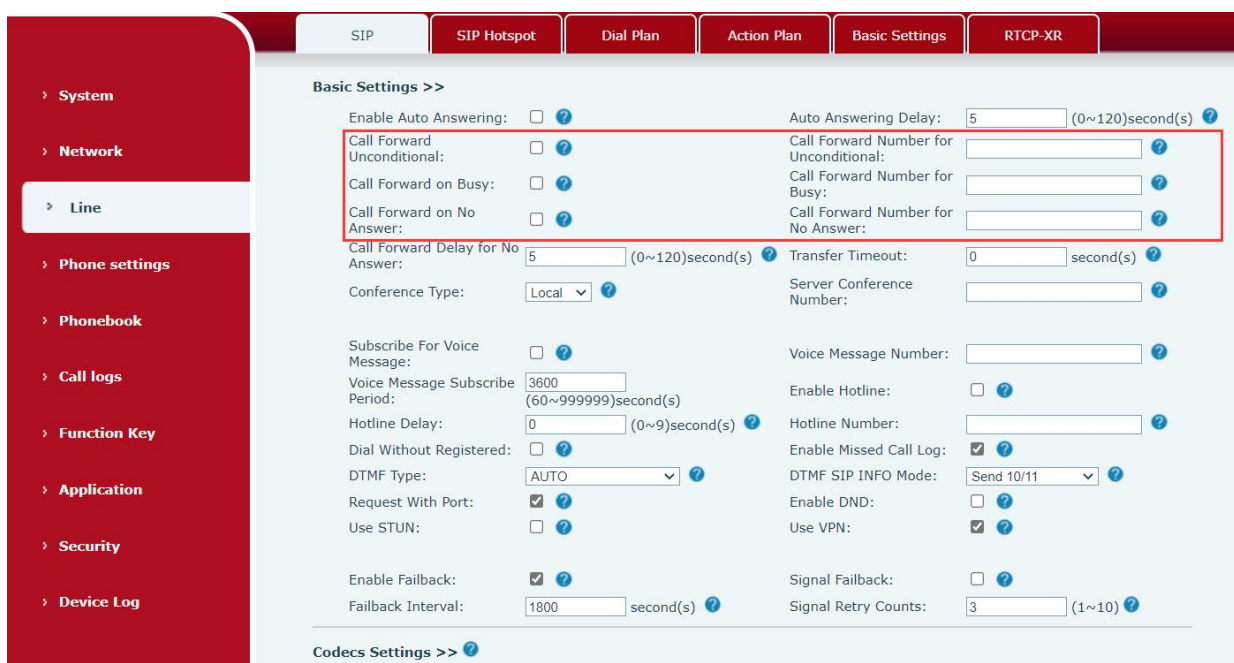 SIP
SIP Hotspot
Dial Plan
Action Plan
Basic Settings
RTCP-XR
› System
› Network
› Line
› Phone settings
› Phonebook
› Call logs
› Function Key
› Application
› Security
› Device Log
Basic Settings >>
Enable Auto Answering: ?
Auto Answering Delay: 5 (0~120)second(s) ?
Call Forward
Unconditional: ?
Call Forward Number for
Unconditional: ?
Call Forward on Busy: ?
Call Forward Number for
Busy: ?
Call Forward on No
Answer: ?
Call Forward Number for
No Answer: ?
Call Forward Delay for No
Answer: 5 (0~120)second(s) ?
Transfer Timeout: 0 second(s) ?
Conference Type: Local ?
Server Conference
Number: ?
Subscribe For Voice
Message: ?
Voice Message Number: ?
Voice Message Subscribe
Period: 3600
(60~999999)second(s)
Enable Hotline: ?
Hotline Delay: 0 (0~9)second(s) ?
Hotline Number: ?
Dial Without Registered: ?
Enable Missed Call Log: ?
DTMF Type: AUTO ?
DTMF SIP INFO Mode: Send 10/11 ?
Request With Port: ?
Enable DND: ?
Use STUN: ?
Use VPN: ?
Enable Failback: ?
Signal Failback: ?
Failback Interval: 1800 second(s) ?
Signal Retry Counts: 3 (1~10) ?
Codecs Settings >> ?